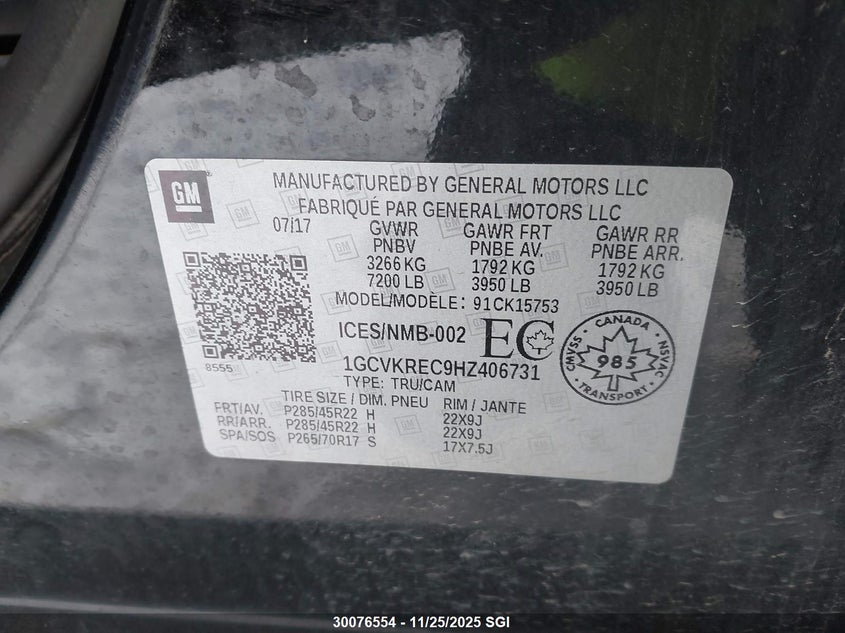 GM
MANUFACTURED BY GENERAL MOTORS LLC
FABRIQUÉ PAR GENERAL MOTORS LLC
07/17 GVWR GAWR FRT GAWR RR
PNBV PNBE AV. PNBE ARR.
3266 KG 1792 KG 1792 KG
7200 LB 3950 LB 3950 LB
MODEL/MODÈLE: 91CK15753
ICES/NMB-002 EC
CANADA
CMVSS 985 NSVAC
TRANSPORT
8555
1GCVKREC9HZ406731
TYPE: TRU/CAM
TIRE SIZE / DIM. PNEU RIM / JANTE
FRT/AV. P285/45R22 H 22X9J
RR/ARR. P285/45R22 H 22X9J
SPA/SOS P265/70R17 S 17X7.5J
30076554 - 11/25/2025 SGI